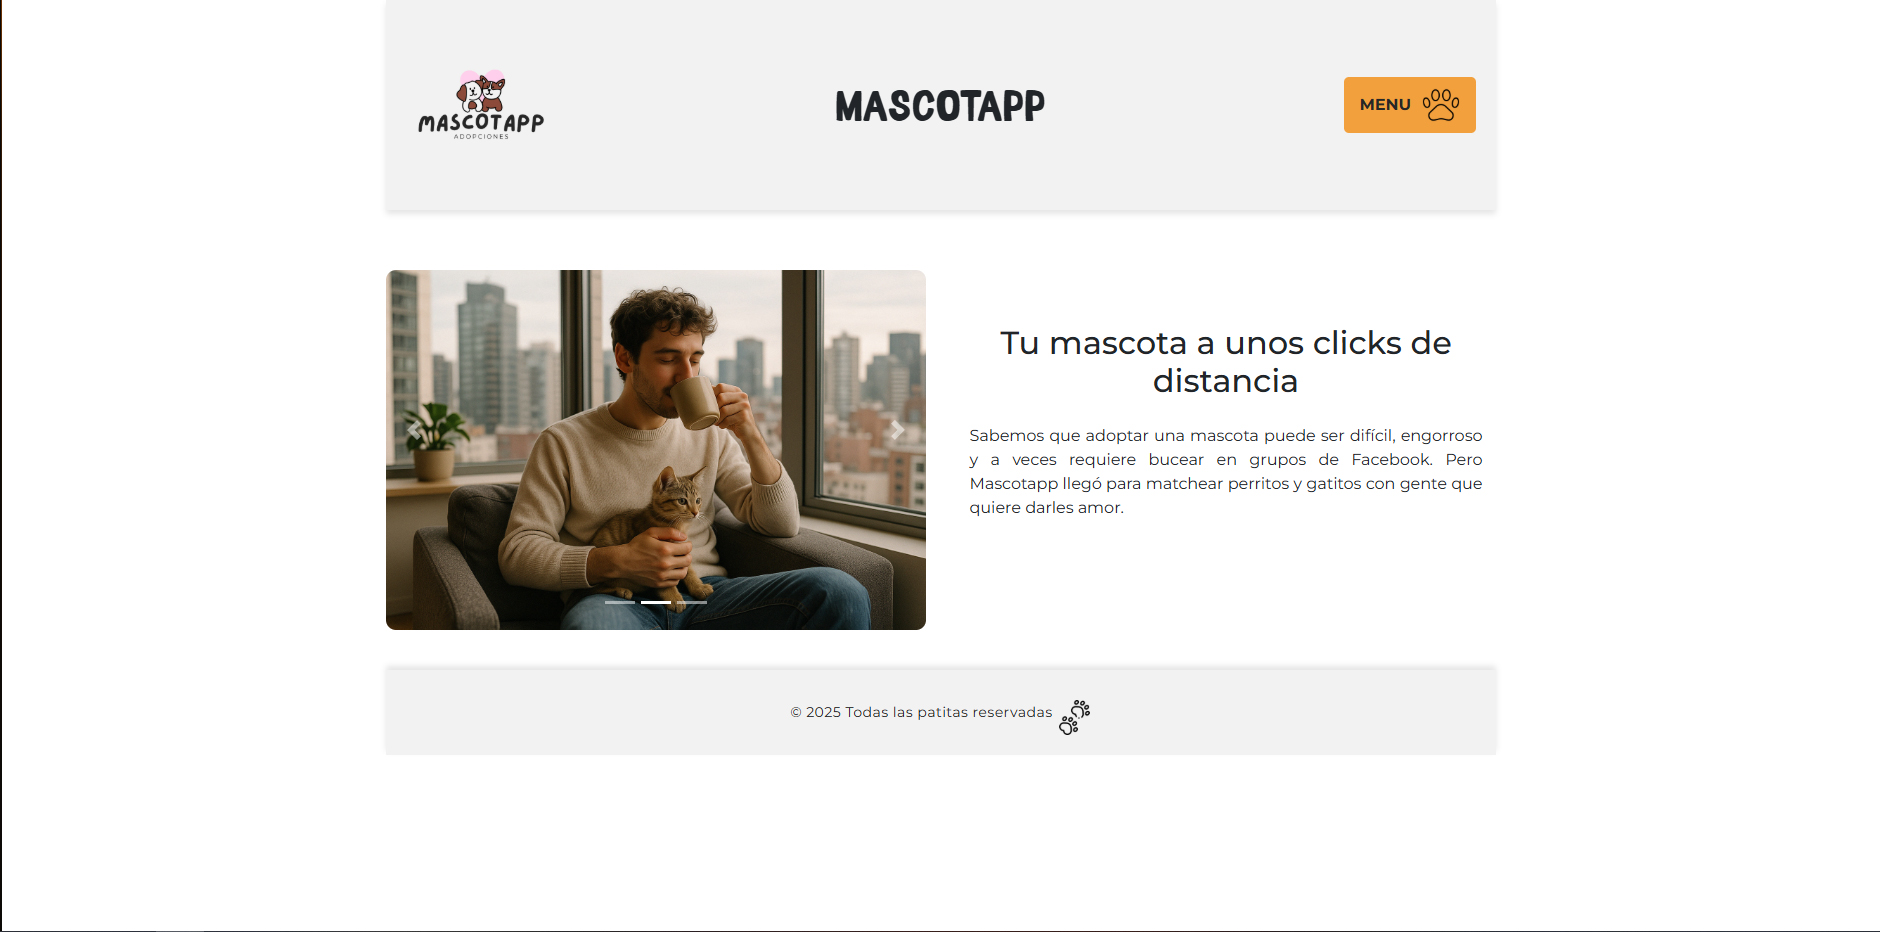 MASCOTAPP
ADOPCIONES
MASCOTAPP
MENU
Tu mascota a unos clicks de
distancia
Sabemos que adoptar una mascota puede ser difícil, engorroso
y a veces requiere bucear en grupos de Facebook. Pero
Mascotapp llegó para matchear perritos y gatitos con gente que
quiere darles amor.
© 2025 Todas las patitas reservadas